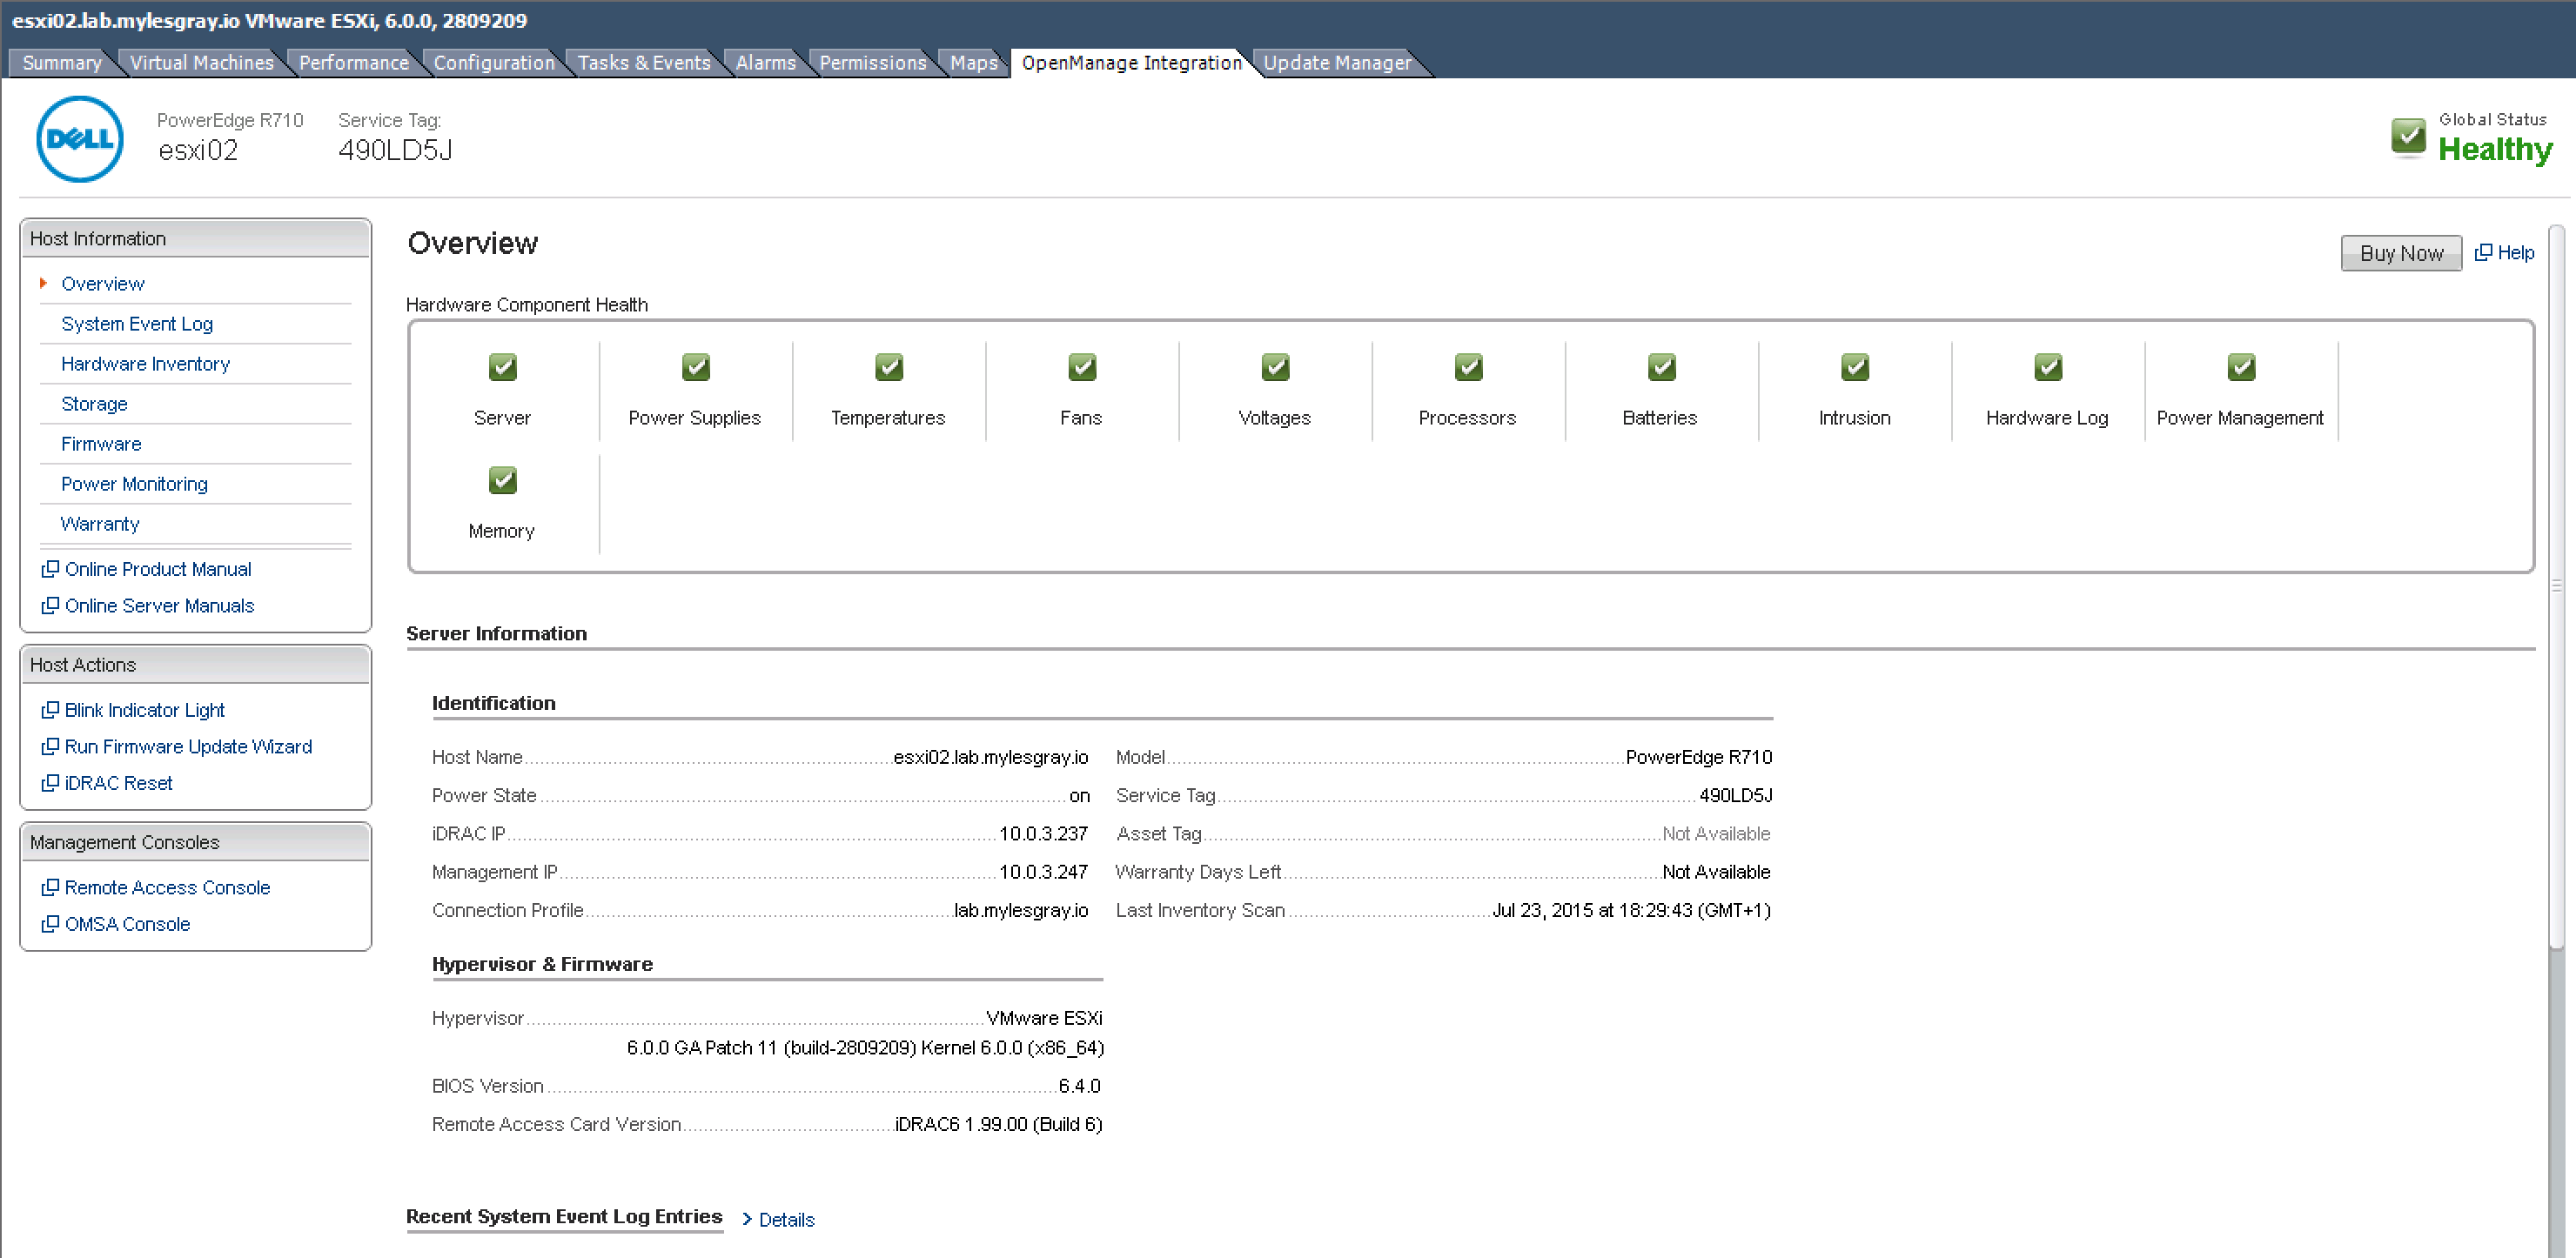 esxi02.lab.mylesgray.io VMware ESXi, 6.0.0, 2809209
Summary Virtual Machines Performance Configuration Tasks & Events Alarms Permissions Maps OpenManage Integration Update Manager
DELL
PowerEdge R710 Service Tag:
esxi02 490LD5J
Global Status
Healthy
Host Information
Overview
System Event Log
Hardware Inventory
Storage
Firmware
Power Monitoring
Warranty
Online Product Manual
Online Server Manuals
Host Actions
Blink Indicator Light
Run Firmware Update Wizard
iDRAC Reset
Management Consoles
Remote Access Console
OMSA Console
Overview
Buy Now Help
Hardware Component Health
Server Power Supplies Temperatures Fans Voltages Processors Batteries Intrusion Hardware Log Power Management
Memory
Server Information
Identification
Host Name esxi02.lab.mylesgray.io Model PowerEdge R710
Power State on Service Tag 490LD5J
iDRAC IP 10.0.3.237 Asset Tag Not Available
Management IP 10.0.3.247 Warranty Days Left Not Available
Connection Profile lab.mylesgray.io Last Inventory Scan Jul 23, 2015 at 18:29:43 (GMT+1)
Hypervisor & Firmware
Hypervisor VMware ESXi
6.0.0 GA Patch 11 (build-2809209) Kernel 6.0.0 (x86_64)
BIOS Version 6.4.0
Remote Access Card Version iDRAC6 1.99.00 (Build 6)
Recent System Event Log Entries Details